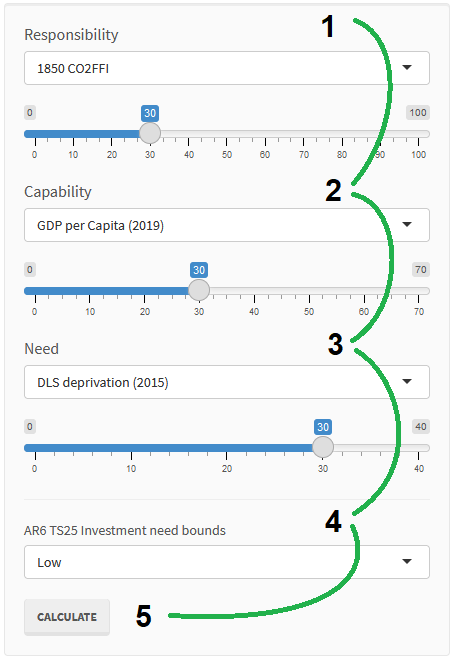 Responsibility 1
1850 CO2FFI
0 30 100
0 10 20 30 40 50 60 70 80 90 100
Capability 2
GDP per Capita (2019)
0 30 70
0 10 20 30 40 50 60 70
Need 3
DLS deprivation (2015)
0 30 40
0 10 20 30 40
AR6 TS25 Investment need bounds 4
Low
CALCULATE 5